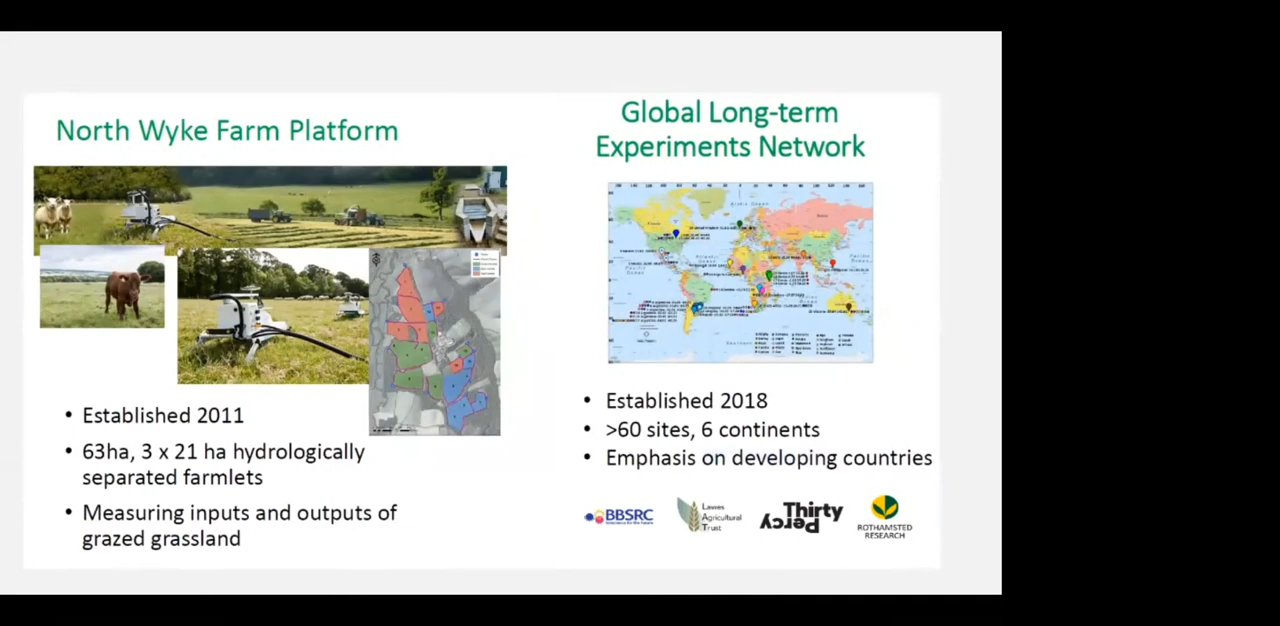 North Wyke Farm Platform
• Established 2011
• 63ha, 3 x 21 ha hydrologically
separated farmlets
• Measuring inputs and outputs of
grazed grassland
Global Long-term
Experiments Network
• Established 2018
• >60 sites, 6 continents
• Emphasis on developing countries
BBSRC
Lawes
Agricultural
Trust
Thirty
Percy
ROTHAMSTED
RESEARCH